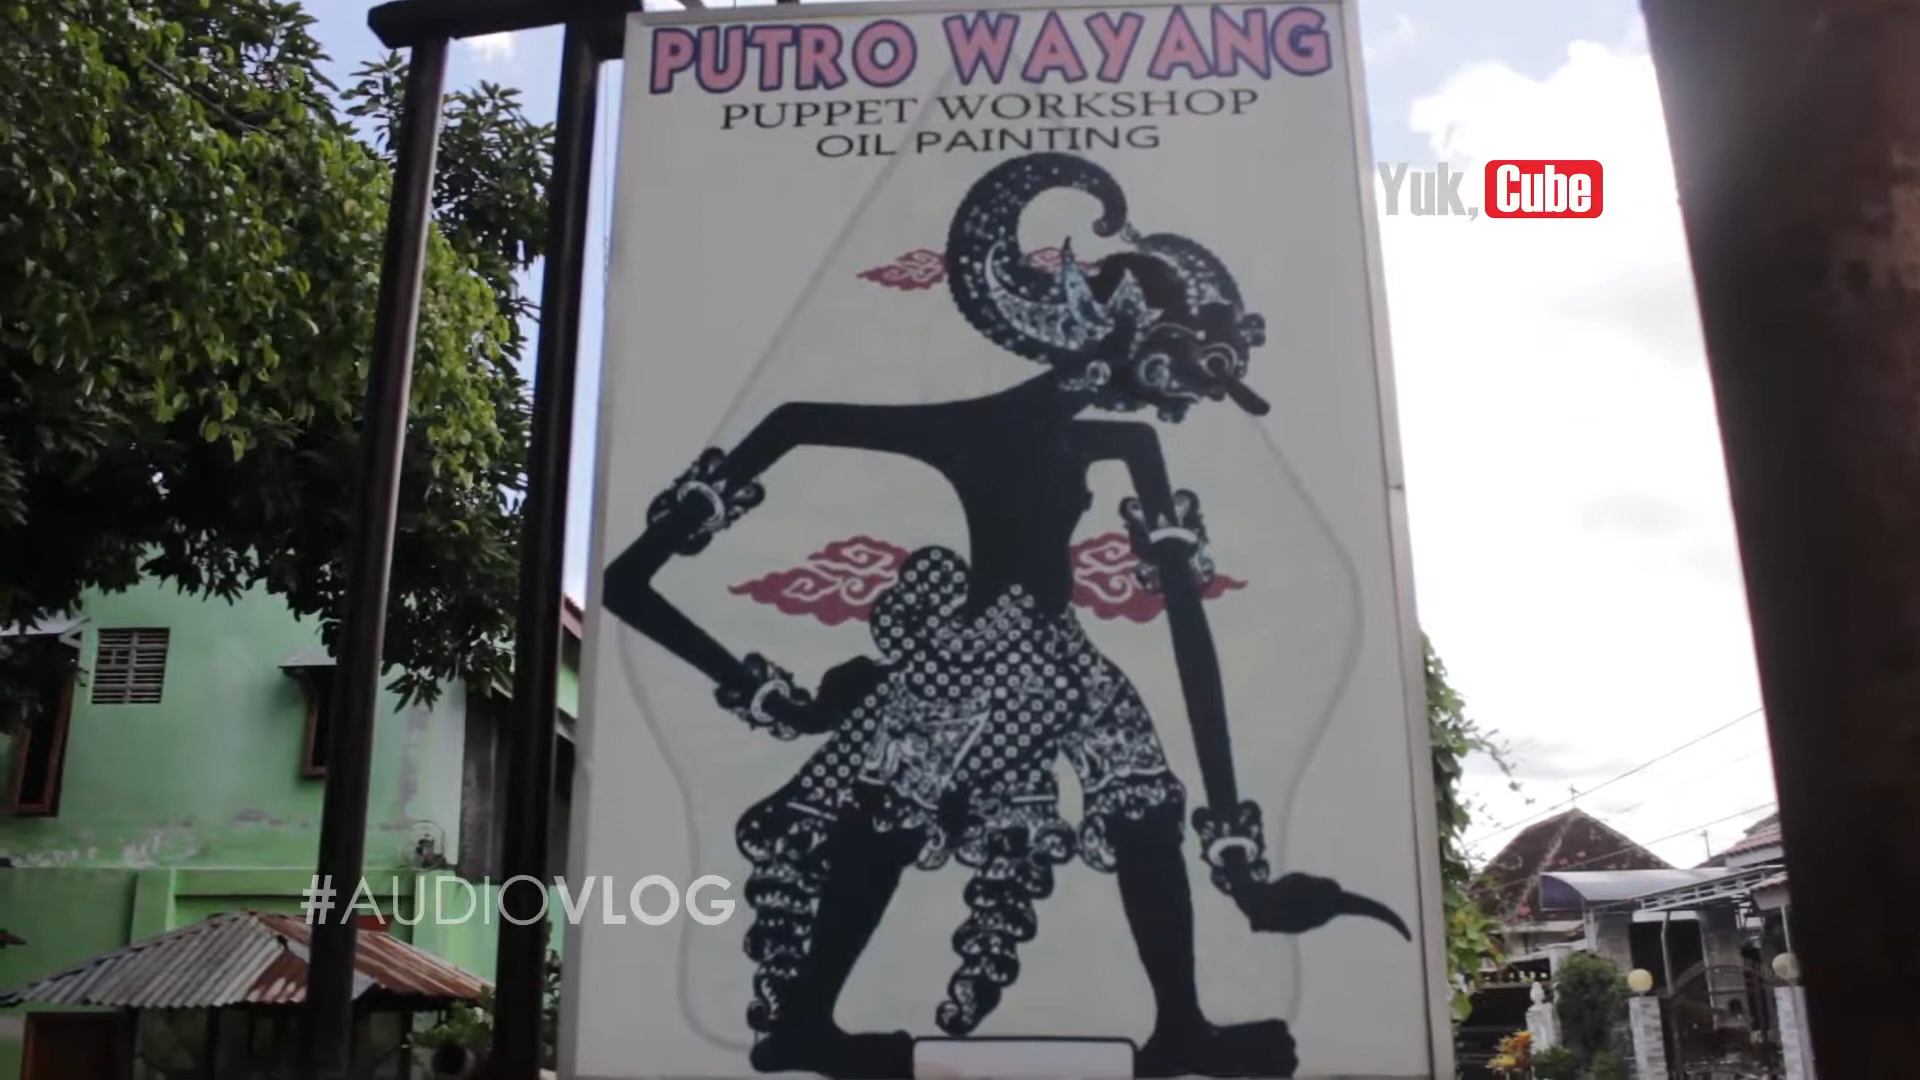 PUTRO WAYANG
PUPPET WORKSHOP
OIL PAINTING
Yuk, Cube
#AUDIOVLOG